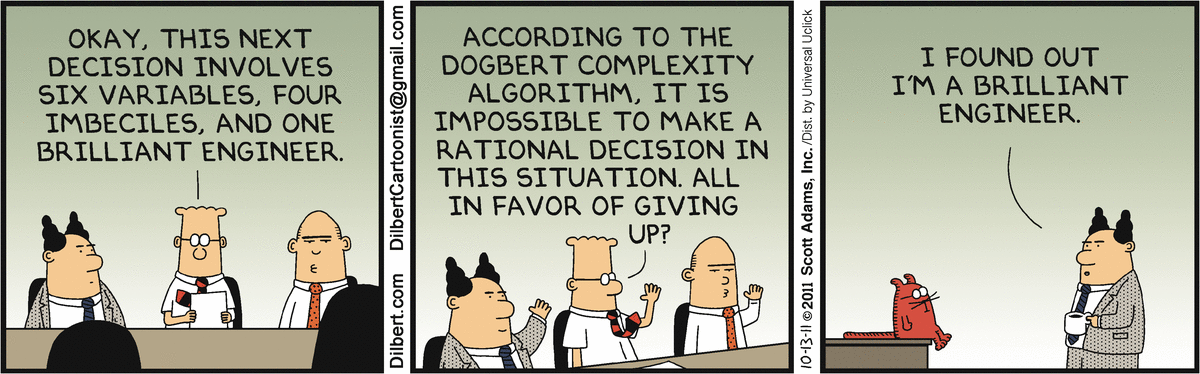 OKAY, THIS NEXT
DECISION INVOLVES
SIX VARIABLES, FOUR
IMBECILES, AND ONE
BRILLIANT ENGINEER.
Dilbert.com DilbertCartoonist@gmail.com
ACCORDING TO THE
DOGBERT COMPLEXITY
ALGORITHM, IT IS
IMPOSSIBLE TO MAKE A
RATIONAL DECISION IN
THIS SITUATION. ALL
IN FAVOR OF GIVING
UP?
10-13-11 © 2011 Scott Adams, Inc. /Dist. by Universal Uclick
I FOUND OUT
I'M A BRILLIANT
ENGINEER.